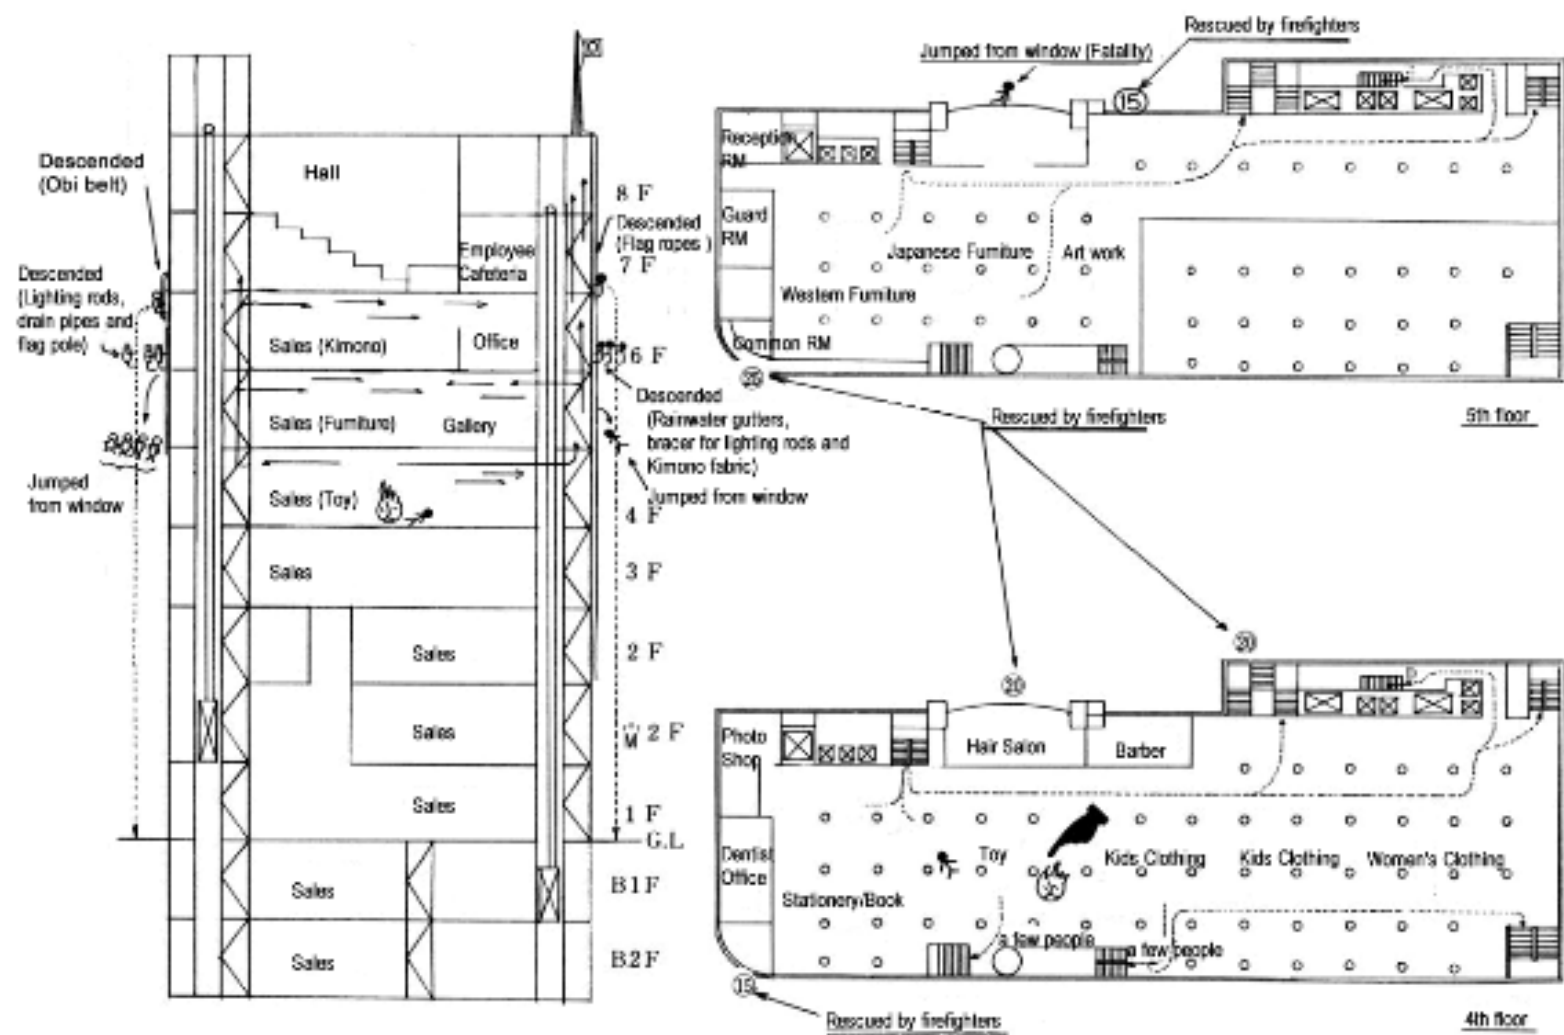 Descended
(Obi belt)
Descended
(Lighting rods,
drain pipes and
flag pole)
Jumped
from window
Hall
Employee
Cafeteria
Sales (Kimono)
Office
Sales (Furniture)
Gallery
Sales (Toy)
Sales
Sales
Sales
Sales
Sales
Sales
8 F
Descended
(Flag ropes )
7 F
6 F
Descended
(Rainwater gutters,
bracer for lighting rods and
Kimono fabric)
Jumped from window
4 F
3 F
2 F
M 2 F
1 F
G.L
B1F
B2F
Rescued by firefighters
Jumped from window (Fatality)
15
Reception
RM
Guard
RM
Japanese Furniture
Art work
Western Furniture
Common RM
25
Rescued by firefighters
5th floor
20
20
Photo
Shop
Hair Salon
Barber
Dentist
Office
Toy
Kids Clothing
Kids Clothing
Women's Clothing
Stationery/Book
a few people
a few people
15
Rescued by firefighters
4th floor